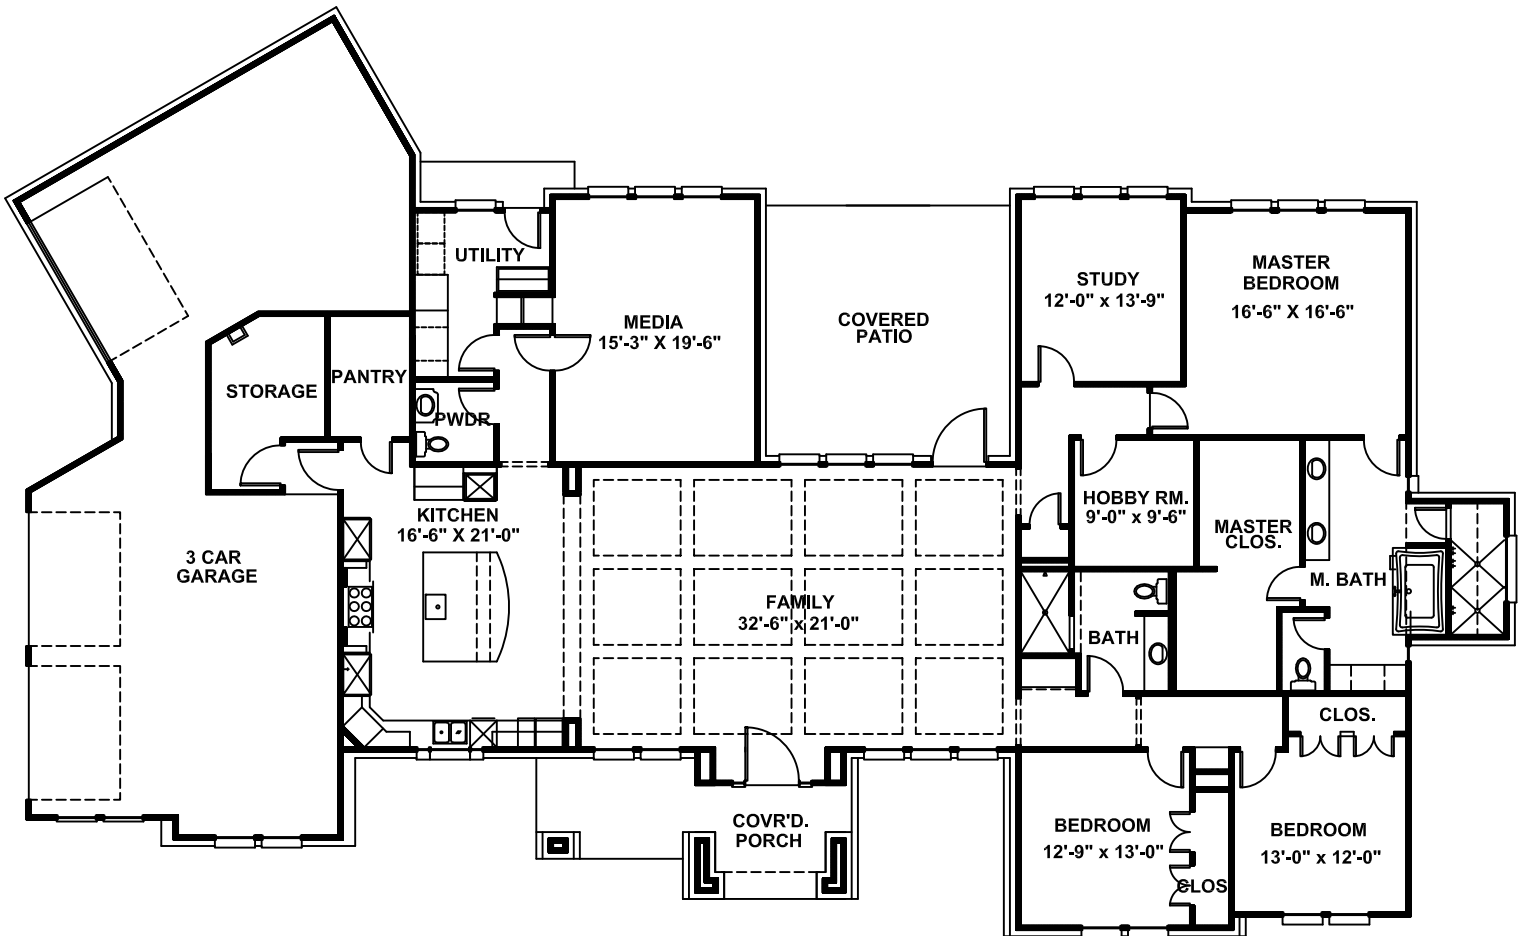 UTILITY
MEDIA
15'-3" X 19'-6"
COVERED
PATIO
STUDY
12'-0" x 13'-9"
MASTER
BEDROOM
16'-6" X 16'-6"
STORAGE
PANTRY
PWDR
KITCHEN
16'-6" X 21'-0"
3 CAR
GARAGE
HOBBY RM.
9'-0" x 9'-6"
MASTER
CLOS.
M. BATH
FAMILY
32'-6" x 21'-0"
BATH
CLOS.
COVR'D.
PORCH
BEDROOM
12'-9" x 13'-0"
CLOS
BEDROOM
13'-0" x 12'-0"